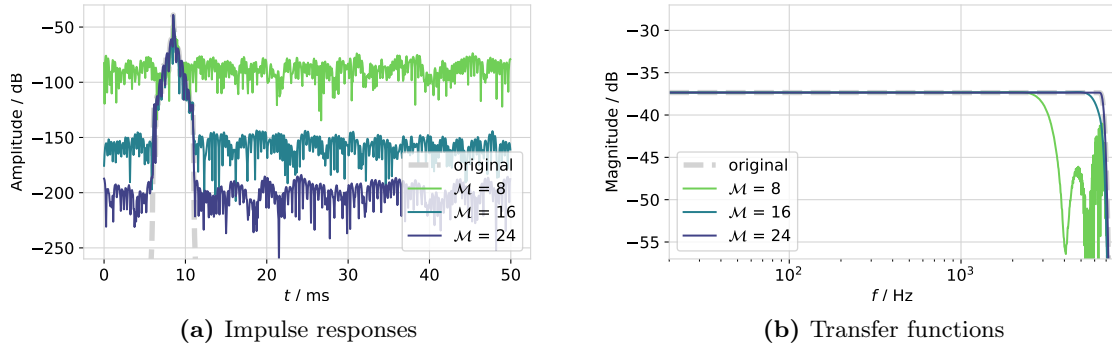 −50
−100
−150
−200
−250
Amplitude / dB
0
10
20
30
40
50
t / ms
original
ℳ = 8
ℳ = 16
ℳ = 24
(a) Impulse responses
−30
−35
−40
−45
−50
−55
Magnitude / dB
10²
10³
f / Hz
original
ℳ = 8
ℳ = 16
ℳ = 24
(b) Transfer functions